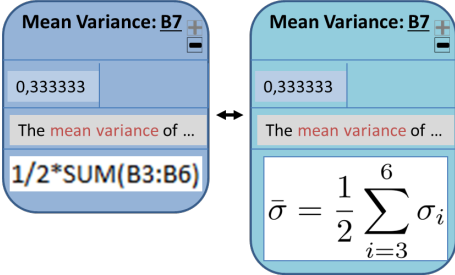 Mean Variance: B7
0,333333
The mean variance of ...
1/2*SUM(B3:B6)
Mean Variance: B7
0,333333
The mean variance of ...
σ̄ = 1/2 ∑_{i=3}^{6} σ_i